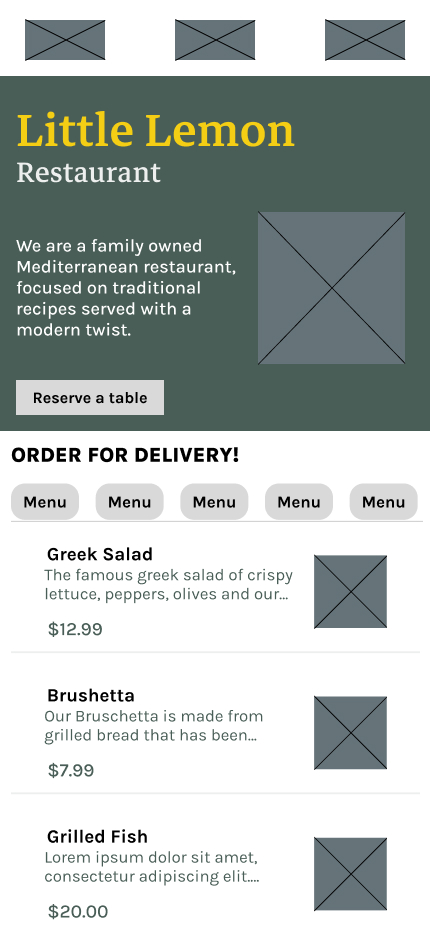 Little Lemon
Restaurant
We are a family owned
Mediterranean restaurant,
focused on traditional
recipes served with a
modern twist.
Reserve a table
ORDER FOR DELIVERY!
Menu Menu Menu Menu Menu
Greek Salad
The famous greek salad of crispy
lettuce, peppers, olives and our...
$12.99
Brushetta
Our Bruschetta is made from
grilled bread that has been...
$7.99
Grilled Fish
Lorem ipsum dolor sit amet,
consectetur adipiscing elit....
$20.00